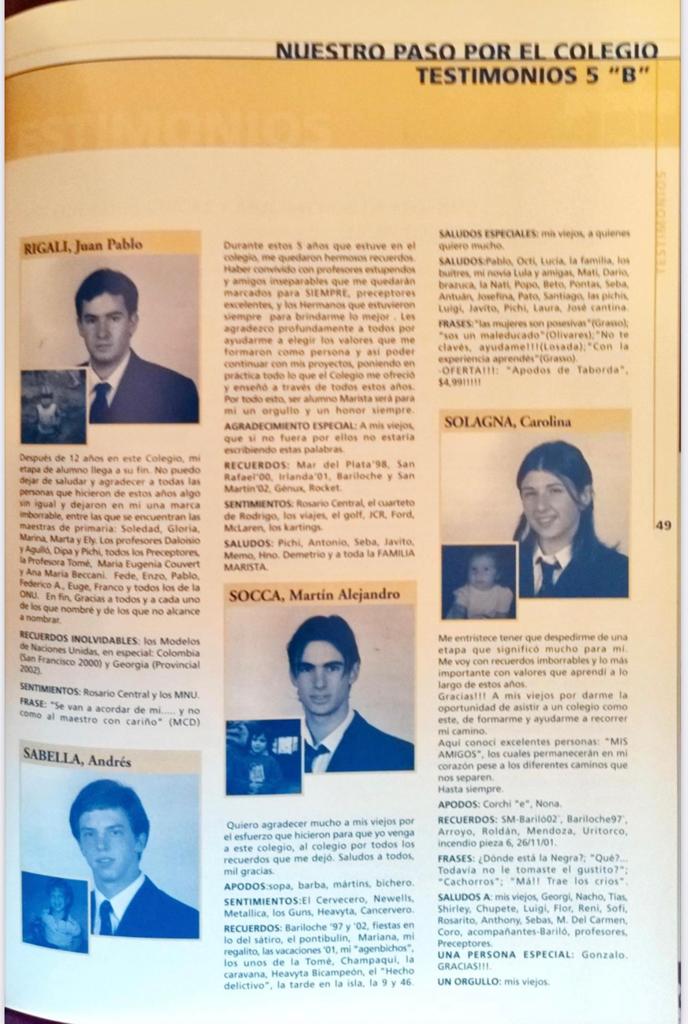 NUESTRO PASO POR EL COLEGIO
TESTIMONIOS 5 "B"
ESTIMONIOS
TESTIMONIOS
RIGALI, Juan Pablo
Después de 12 años en este Colegio, mi
etapa de alumno llega a su fin. No puedo
dejar de saludar y agradecer a todas las
personas que hicieron de estos años algo
sin igual y dejaron en mi una marca
imborrable, entre las que se encuentran las
maestras de primaria: Soledad, Gloria,
Marina, Marta y Ely. Los profesores Daloisio
y Agulló, Dipa y Pichi, todos los Preceptores,
la Profesora Tomé, Maria Eugenia Couvert
y Ana María Beccani. Fede, Enzo, Pablo,
Federico A., Euge, Franco y todos los de la
ONU. En fin, Gracias a todos y a cada uno
de los que nombré y de los que no alcance
a nombrar.
RECUERDOS INOLVIDABLES: los Modelos
de Naciones Unidas, en especial: Colombia
(San Francisco 2000) y Georgia (Provincial
2002).
SENTIMIENTOS: Rosario Central y los MNU.
FRASE: "Se van a acordar de mi..... y no
como al maestro con cariño" (MCD)
SABELLA, Andrés
Durante estos 5 años que estuve en el
colegio, me quedaron hermosos recuerdos.
Haber convivido con profesores estupendos
y amigos inseparables que me quedarán
marcados para SIEMPRE, preceptores
excelentes, y los Hermanos que estuvieron
siempre para brindarme lo mejor . Les
agradezco profundamente a todos por
ayudarme a elegir los valores que me
formaron como persona y así poder
continuar con mis proyectos, poniendo en
práctica todo lo que el Colegio me ofreció
y enseñó a través de todos estos años.
Por todo esto, ser alumno Marista será para
mi un orgullo y un honor siempre.
AGRADECIMIENTO ESPECIAL: A mis viejos,
que si no fuera por ellos no estaría
escribiendo estas palabras.
RECUERDOS: Mar del Plata'98, San
Rafael'00, Irlanda'01, Bariloche y San
Martín'02, Génux, Rocket.
SENTIMIENTOS: Rosario Central, el cuarteto
de Rodrigo, los viajes, el golf, JCR, Ford,
McLaren, los kartings.
SALUDOS: Pichi, Antonio, Seba, Javito,
Memo, Hno. Demetrio y a toda la FAMILIA
MARISTA.
SOCCA, Martín Alejandro
Quiero agradecer mucho a mis viejos por
el esfuerzo que hicieron para que yo venga
a este colegio, al colegio por todos los
recuerdos que me dejó. Saludos a todos,
mil gracias.
APODOS:sopa, barba, mártins, bichero.
SENTIMIENTOS:El Cervecero, Newells,
Metallica, los Guns, Heavyta, Cancervero.
RECUERDOS: Bariloche '97 y '02, fiestas en
lo del sátiro, el pontibulin, Mariana, mi
regalito, las vacaciones '01, mi "agenbichos",
los unos de la Tomé, Champaquí, la
caravana, Heavyta Bicampeón, el "Hecho
delictivo", la tarde en la isla, la 9 y 46.
SALUDOS ESPECIALES: mis viejos, a quienes
quiero mucho.
SALUDOS:Pablo, Octi, Lucía, la familia, los
buitres, mi novia Lula y amigas, Mati, Dario,
brazuca, la Nati, Popo, Beto, Pontas, Seba,
Antuán, Josefina, Pato, Santiago, las pichis,
Luigi, Javito, Pichi, Laura, José cantina.
FRASES:"las mujeres son posesivas"(Grasso);
"sos un maleducado"(Olivares);"No te
clavés, ayudame!!!(Losada);"Con la
experiencia aprendés"(Grasso).
-OFERTA!!!: "Apodos de Taborda",
$4,99!!!!!
SOLAGNA, Carolina
49
Me entristece tener que despedirme de una
etapa que significó mucho para mi.
Me voy con recuerdos imborrables y lo más
importante con valores que aprendí a lo
largo de estos años.
Gracias!!! A mis viejos por darme la
oportunidad de asistir a un colegio como
este, de formarme y ayudarme a recorrer
mi camino.
Aquí conocí excelentes personas: "MIS
AMIGOS", los cuales permanecerán en mi
corazón pese a los diferentes caminos que
nos separen.
Hasta siempre.
APODOS: Corchi "e", Nona.
RECUERDOS: SM-Bariló02´, Bariloche97´,
Arroyo, Roldán, Mendoza, Uritorco,
incendio pieza 6, 26/11/01.
FRASES: ¿Dónde está la Negra?; "Qué?...
Todavía no le tomaste el gustito?";
"Cachorros"; "Má!! Trae los crios".
SALUDOS A: mis viejos, Georgi, Nacho, Tias,
Shirley, Chupete, Luigi, Flor, Reni, Sofi,
Rosarito, Anthony, Sebas, M. Del Carmen,
Coro, acompañantes-Bariló, profesores,
Preceptores.
UNA PERSONA ESPECIAL: Gonzalo.
GRACIAS!!!.
UN ORGULLO: mis viejos.